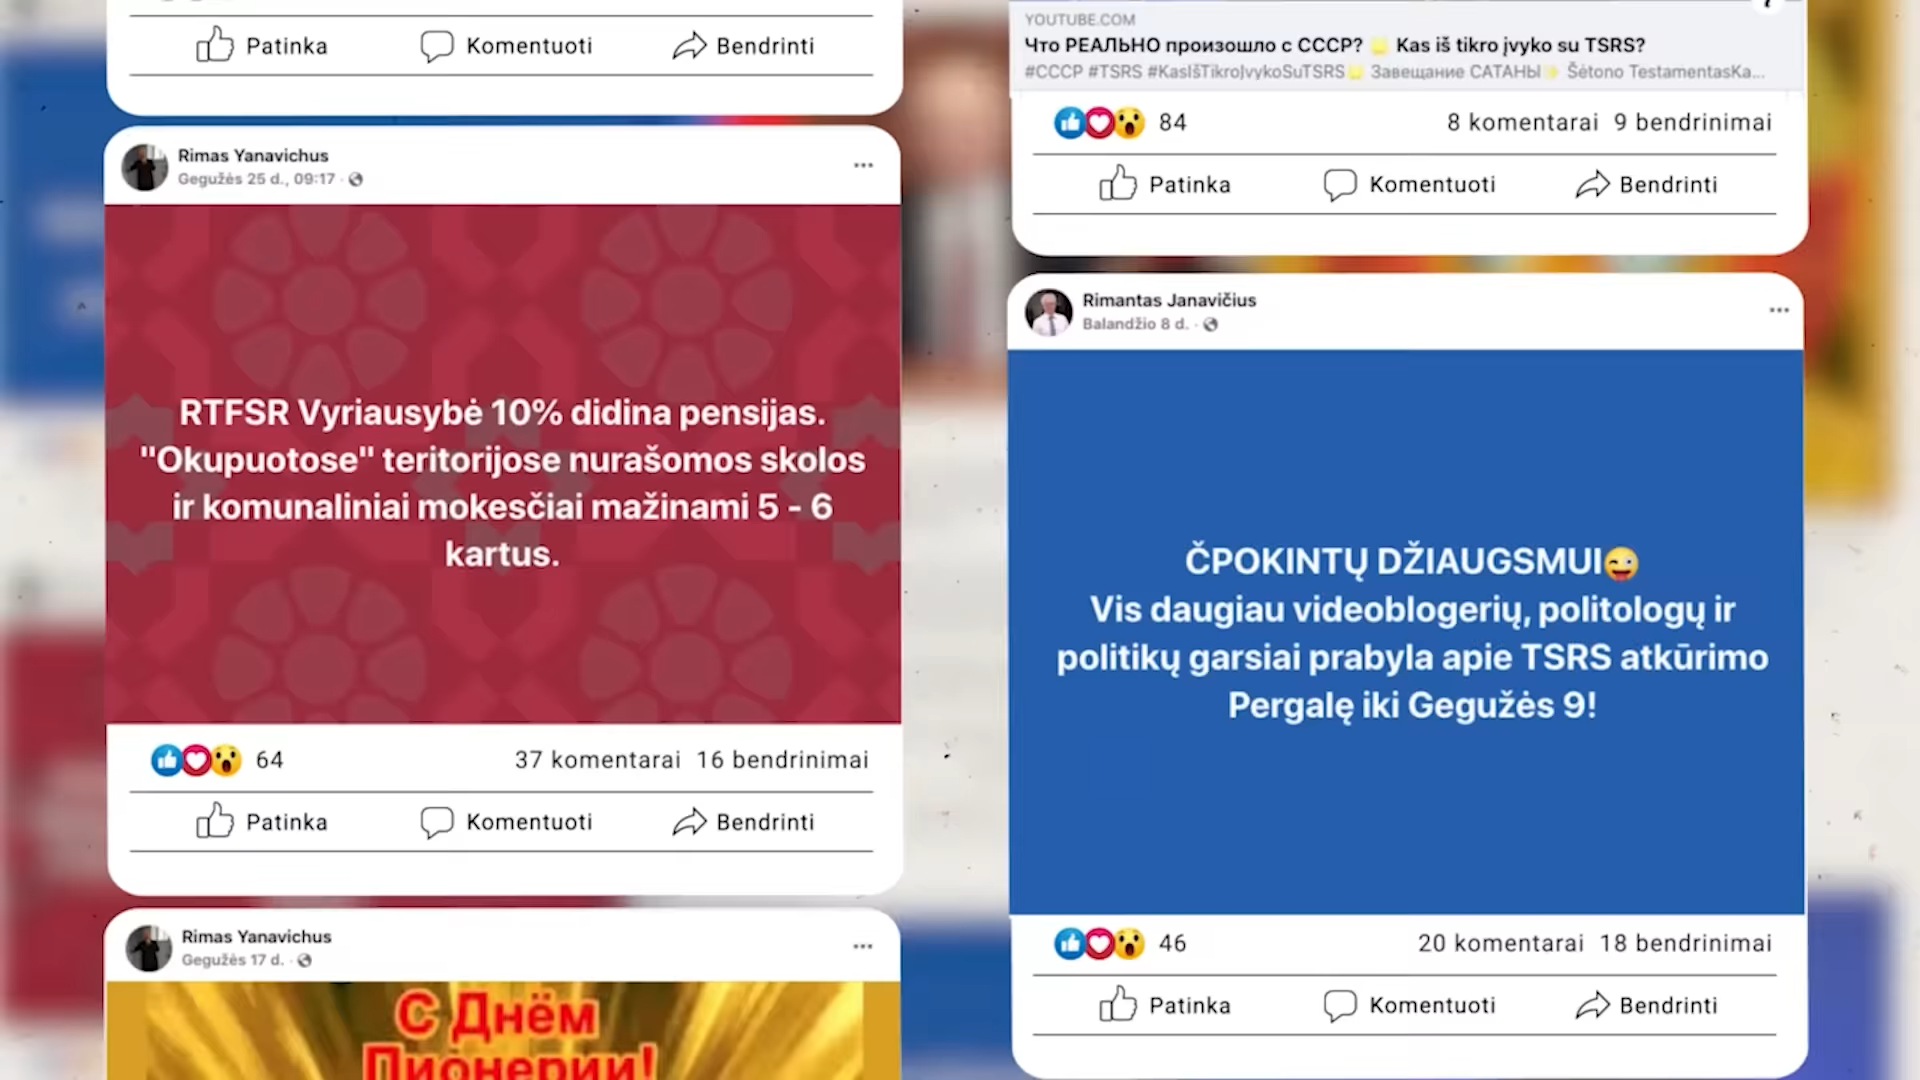 Patinka Komentuoti Bendrinti
Rimas Yanavichus
Gegužės 25 d., 09:17 ·
RTFSR Vyriausybė 10% didina pensijas.
"Okupuotose" teritorijose nurašomos skolos
ir komunaliniai mokesčiai mažinami 5 - 6
kartus.
64 37 komentarai 16 bendrinimai
Patinka Komentuoti Bendrinti
Rimas Yanavichus
Gegužės 17 d. ·
С Днём
Пионерии!
YOUTUBE.COM
Что РЕАЛЬНО произошло с СССР? Kas iš tikro įvyko su TSRS?
#СССР #TSRS #KasIšTikroĮvykoSuTSRS Завещание САТАНЫ Šėtono TestamentasKa...
84 8 komentarai 9 bendrinimai
Patinka Komentuoti Bendrinti
Rimantas Janavičius
Balandžio 8 d. ·
ČPOKINTŲ DŽIAUGSMUI😜
Vis daugiau videoblogerių, politologų ir
politikų garsiai prabyla apie TSRS atkūrimo
Pergalę iki Gegužės 9!
46 20 komentarai 18 bendrinimai
Patinka Komentuoti Bendrinti